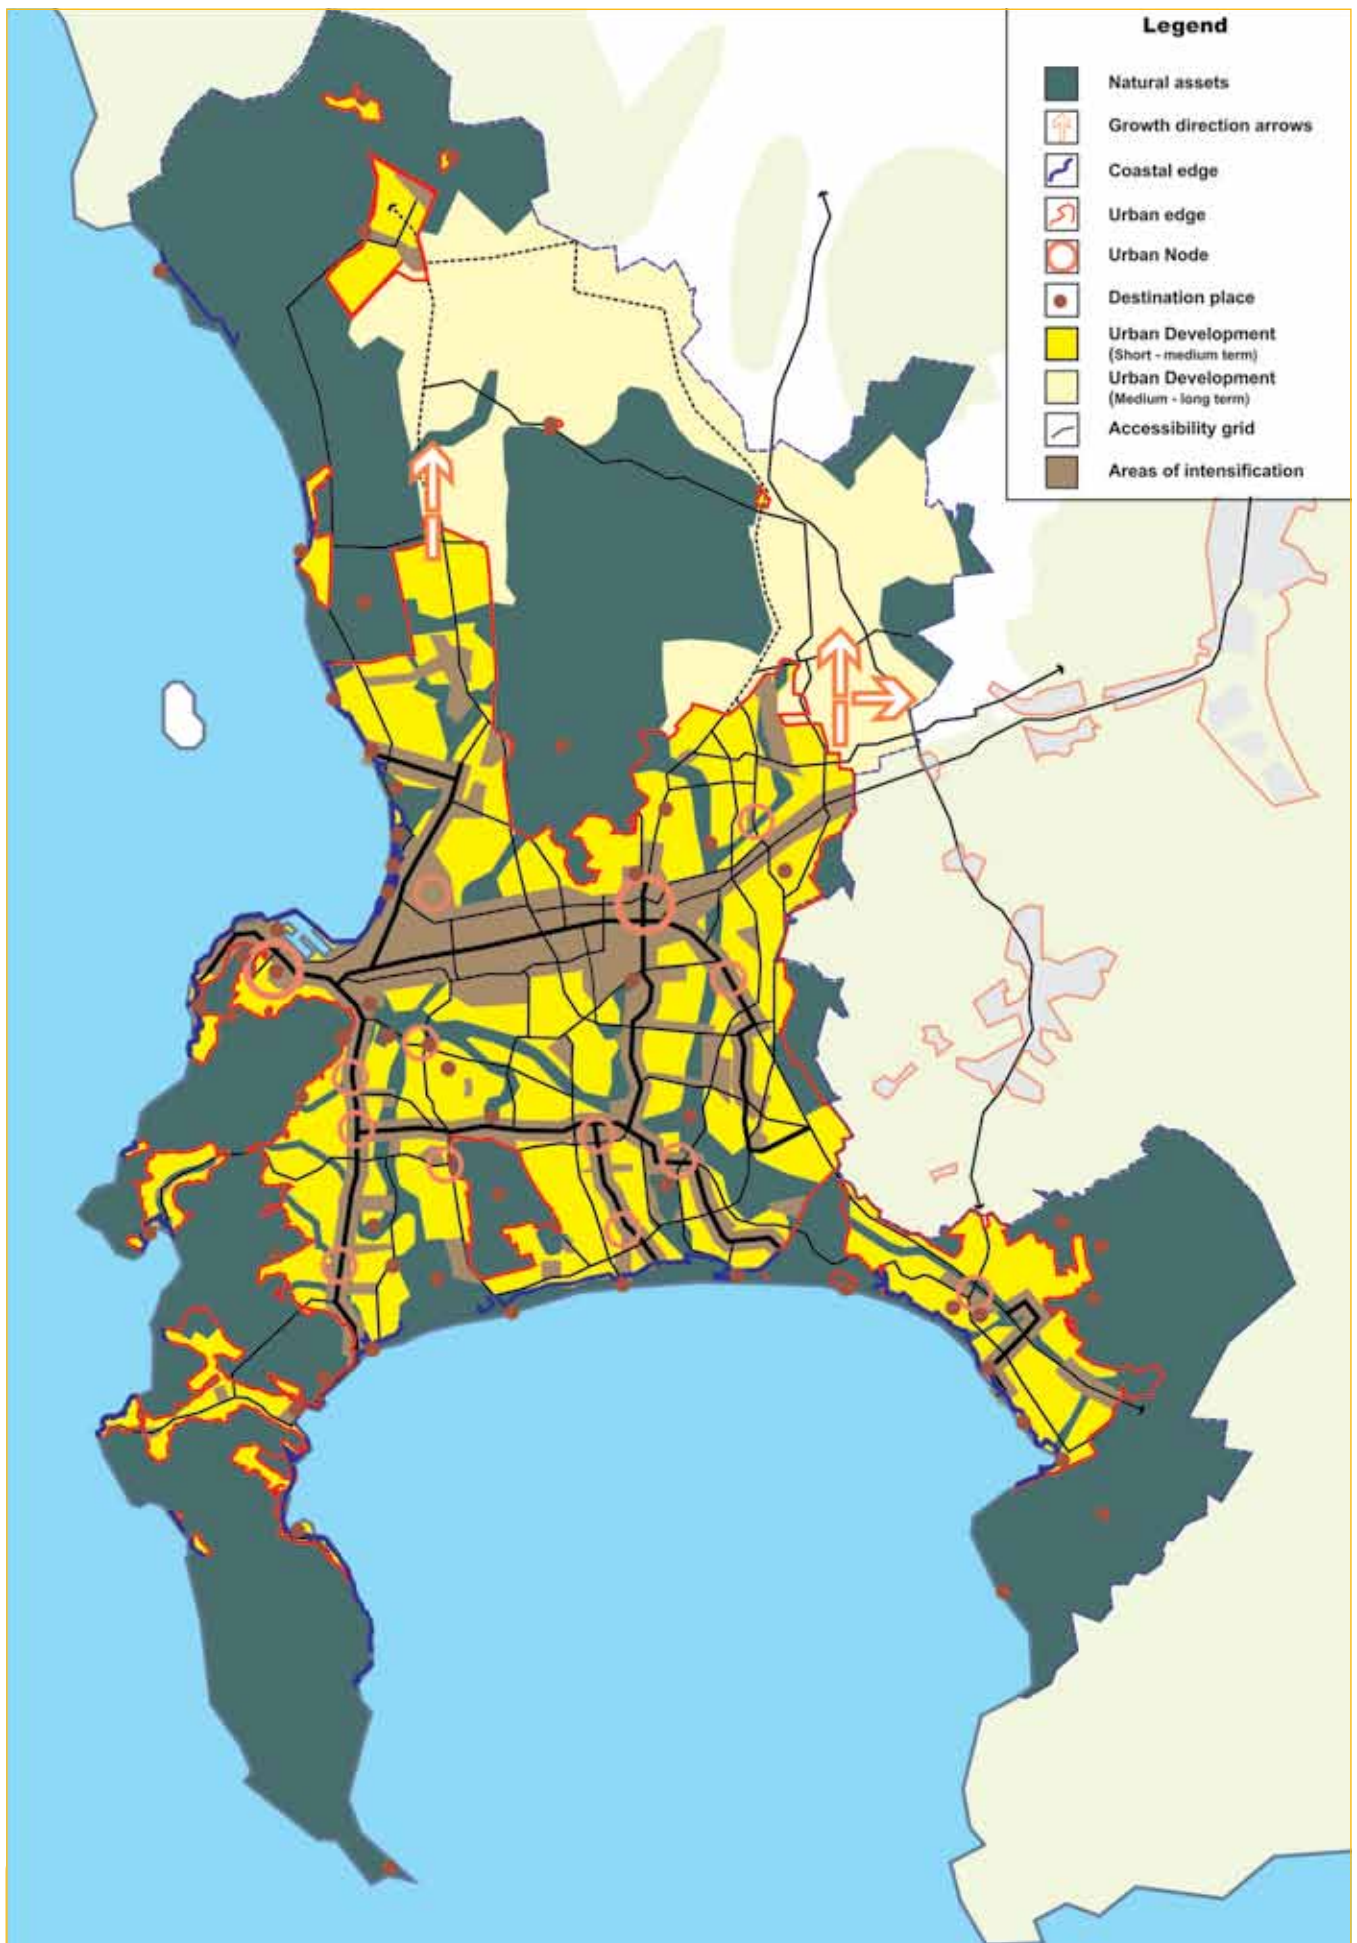 Legend
Natural assets
Growth direction arrows
Coastal edge
Urban edge
Urban Node
Destination place
Urban Development
(Short - medium term)
Urban Development
(Medium - long term)
Accessibility grid
Areas of intensification